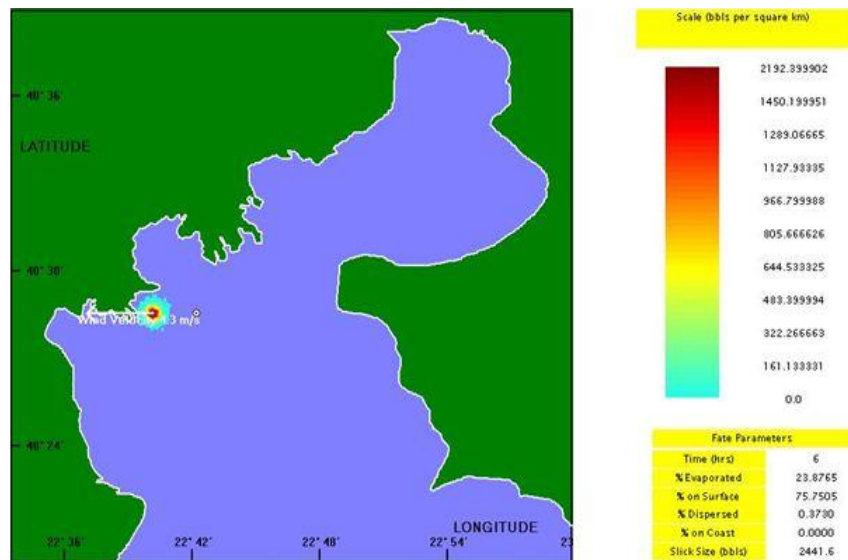 40° 36'
LATITUDE
40° 30'
Wind Velocity 4.3 m/s
40° 24'
LONGITUDE
22° 36'
22° 42'
22° 48'
22° 54'
23
Scale (bbls per square km)
2192.399902
1450.199951
1289.06665
1127.93335
966.799988
805.666626
644.533325
483.399994
322.266663
161.133331
0.0
Fate Parameters
Time (hrs) 6
% Evaporated 23.8765
% on Surface 75.7505
% Dispersed 0.3730
% on Coast 0.0000
Slick Size (bbls) 2441.6